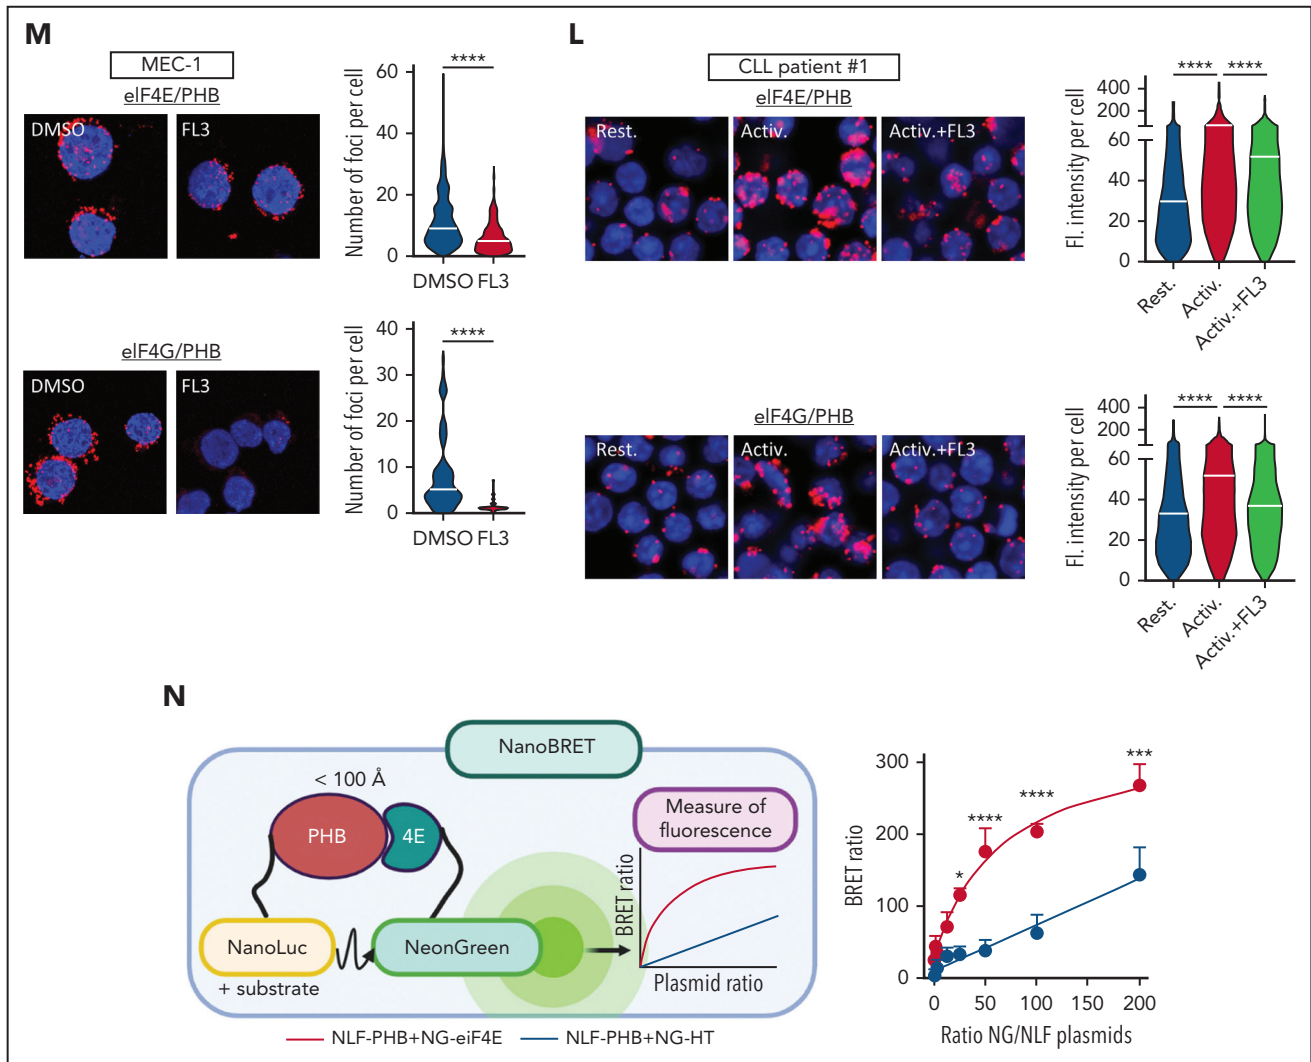 M
MEC-1
eIF4E/PHB
DMSO
FL3
Number of foci per cell
60
40
20
0
****
DMSO FL3
eIF4G/PHB
DMSO
FL3
Number of foci per cell
40
30
20
10
0
****
DMSO FL3
L
CLL patient #1
eIF4E/PHB
Rest.
Activ.
Activ.+FL3
Fl. intensity per cell
400
200
60
40
20
0
**** ****
Rest.
Activ.
Activ.+FL3
eIF4G/PHB
Rest.
Activ.
Activ.+FL3
Fl. intensity per cell
400
200
60
40
20
0
**** ****
Rest.
Activ.
Activ.+FL3
N
NanoBRET
< 100 Å
PHB
4E
NanoLuc
+ substrate
NeonGreen
Measure of
fluorescence
BRET ratio
Plasmid ratio
NLF-PHB+NG-eiF4E
NLF-PHB+NG-HT
BRET ratio
300
200
100
0
*
****
****
***
0 50 100 150 200
Ratio NG/NLF plasmids